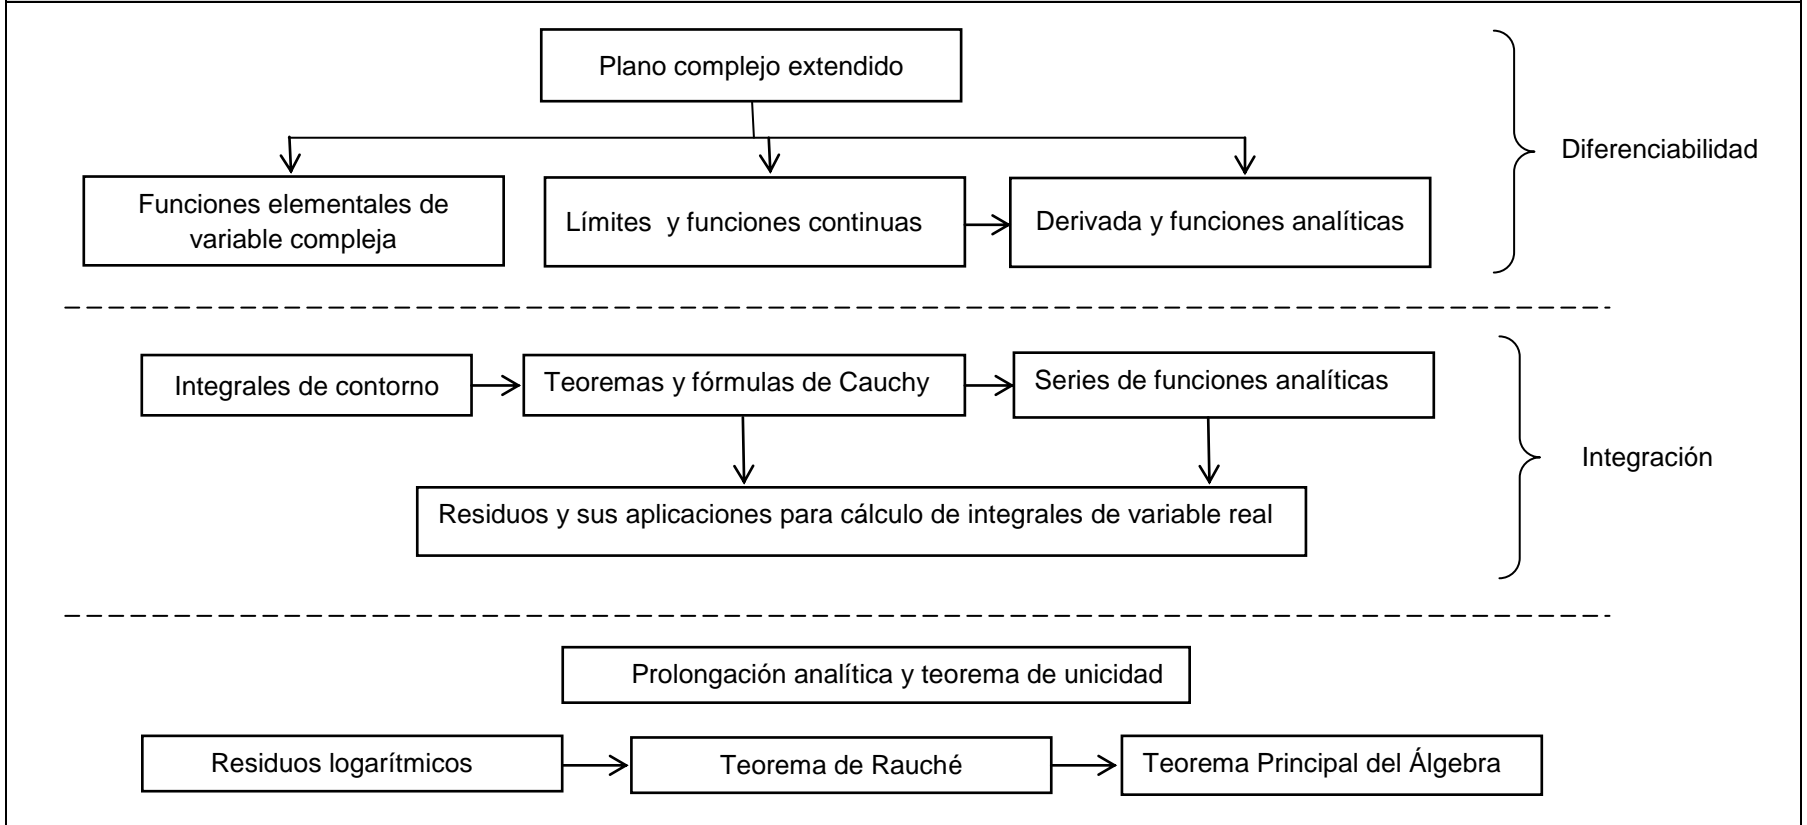 Plano complejo extendido
Diferenciabilidad
Funciones elementales de
variable compleja
Límites y funciones continuas
Derivada y funciones analíticas
Integrales de contorno
Teoremas y fórmulas de Cauchy
Series de funciones analíticas
Integración
Residuos y sus aplicaciones para cálculo de integrales de variable real
Prolongación analítica y teorema de unicidad
Residuos logarítmicos
Teorema de Rauché
Teorema Principal del Álgebra